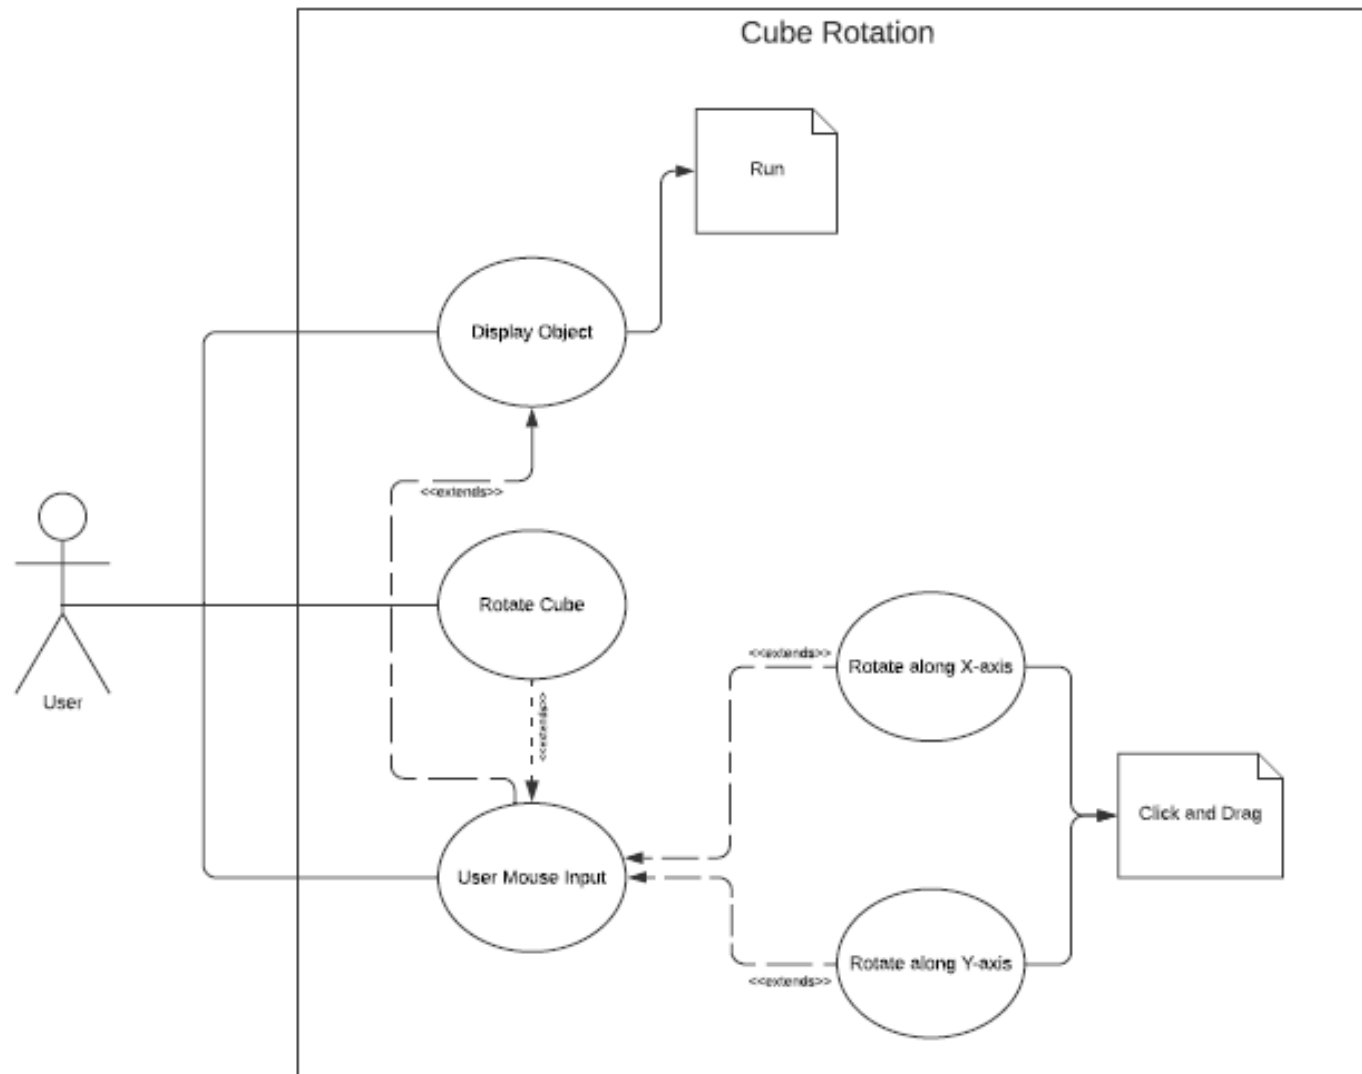 Cube Rotation
Run
Display Object
<<extends>>
Rotate Cube
<<extends>>
User
<<extends>>
Rotate along X-axis
Click and Drag
User Mouse Input
Rotate along Y-axis
<<extends>>